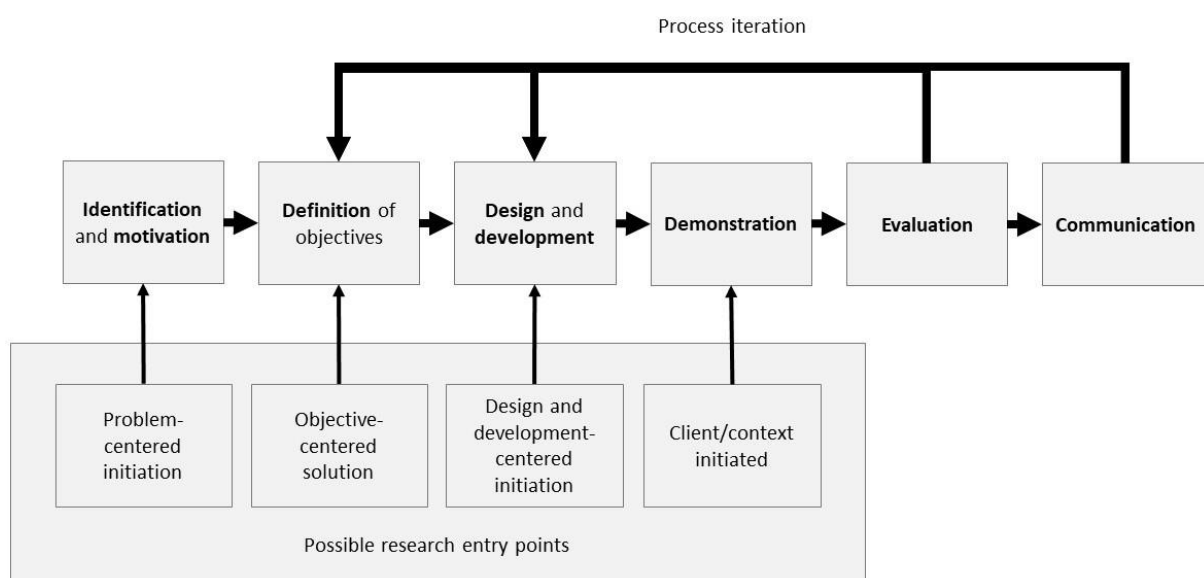 Process iteration
Identification
and motivation
Definition of
objectives
Design and
development
Demonstration
Evaluation
Communication
Problem-
centered
initiation
Objective-
centered
solution
Design and
development-
centered
initiation
Client/context
initiated
Possible research entry points